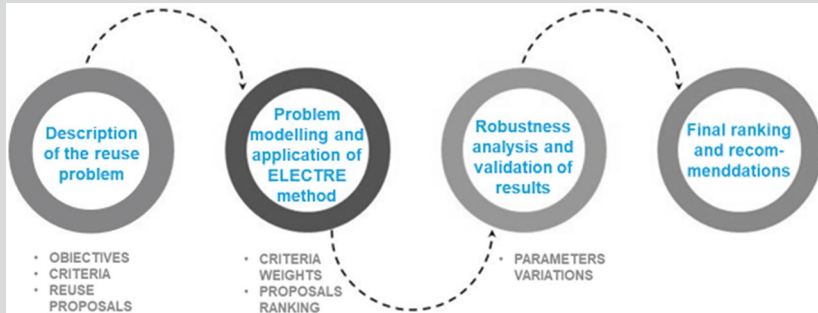 Description
of the reuse
problem
• OBIECTIVES
• CRITERIA
• REUSE
PROPOSALS
Problem
modelling and
application of
ELECTRE
method
• CRITERIA
WEIGHTS
• PROPOSALS
RANKING
Robustness
analysis and
validation of
results
• PARAMETERS
VARIATIONS
Final ranking
and recom-
menddations